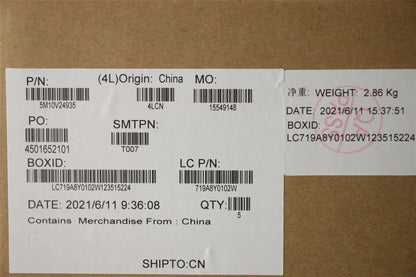 P/N:
(4L)Origin: China
MO:
5M10V24935
4LCN
15549148
PO:
SMTPN:
4501652101
T007
BOXID:
LC P/N:
LC719A8Y0102W123515224
719A8Y0102W
DATE: 2021/6/11 9:36:08
QTY:
5
Contains Merchandise From : China
SHIPTO:CN
净重: WEIGHT: 2.86 Kg
DATE: 2021/6/11 15:37:51
BOXID:
LC719A8Y0102W123515224